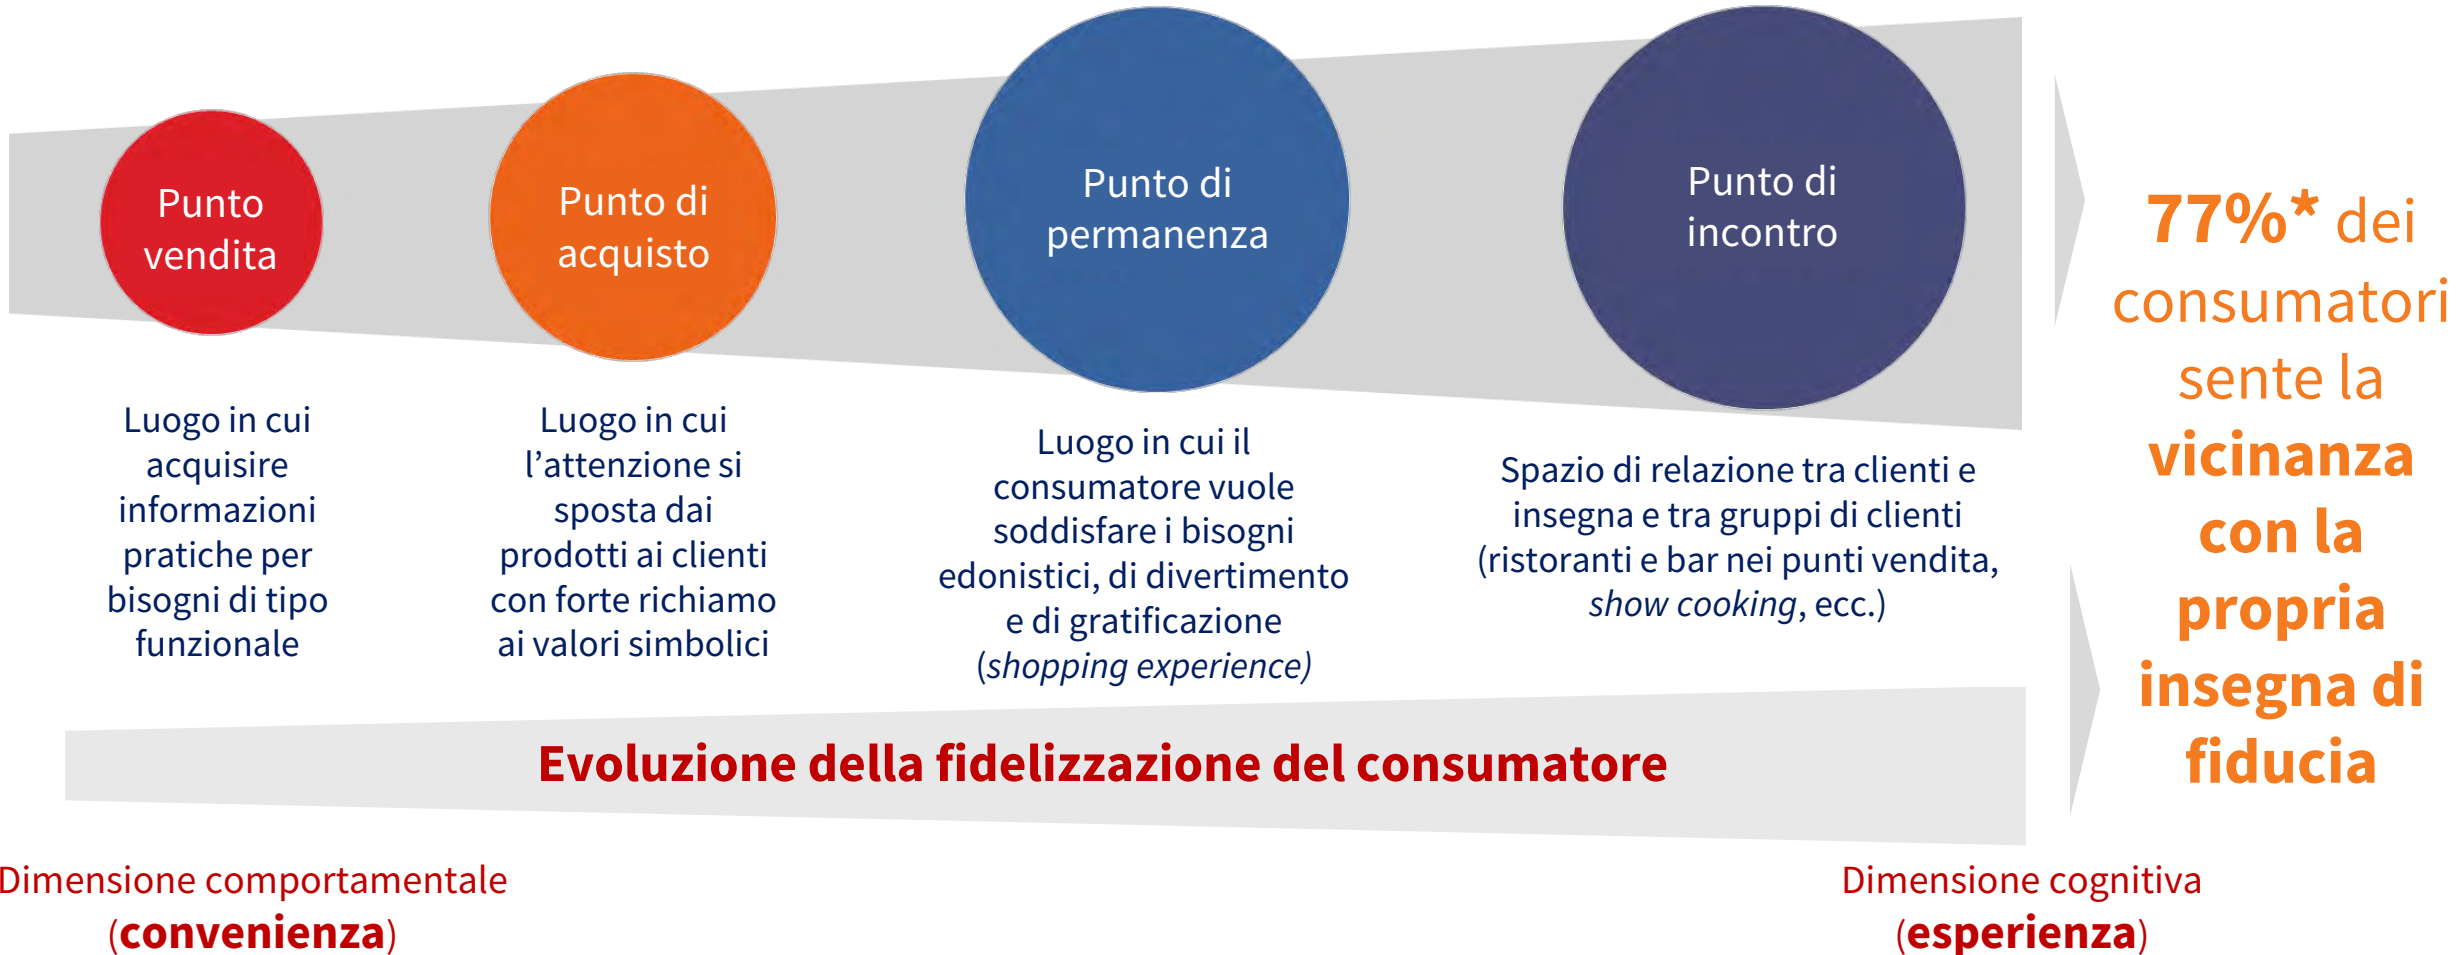 Punto
vendita
Punto di
acquisto
Punto di
permanenza
Punto di
incontro
Luogo in cui
acquisire
informazioni
pratiche per
bisogni di tipo
funzionale
Luogo in cui
l'attenzione si
sposta dai
prodotti ai clienti
con forte richiamo
ai valori simbolici
Luogo in cui il
consumatore vuole
soddisfare i bisogni
edonistici, di divertimento
e di gratificazione
(shopping experience)
Spazio di relazione tra clienti e
insegna e tra gruppi di clienti
(ristoranti e bar nei punti vendita,
show cooking, ecc.)
77%* dei
consumatori
sente la
vicinanza
con la
propria
insegna di
fiducia
Evoluzione della fidelizzazione del consumatore
Dimensione comportamentale
(convenienza)
Dimensione cognitiva
(esperienza)